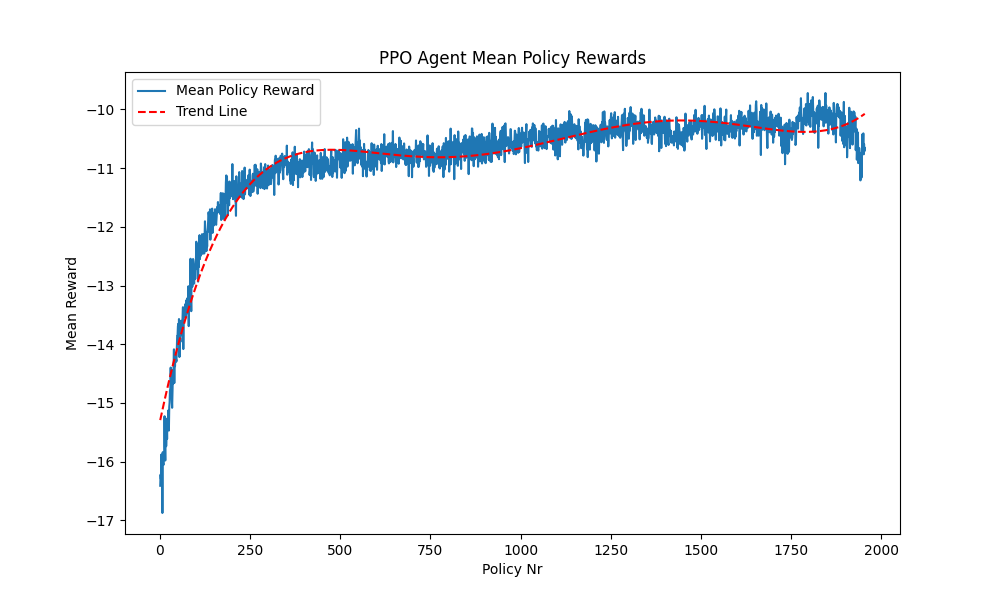 PPO Agent Mean Policy Rewards
Mean Policy Reward
Trend Line
Mean Reward
−10
−11
−12
−13
−14
−15
−16
−17
0 250 500 750 1000 1250 1500 1750 2000
Policy Nr